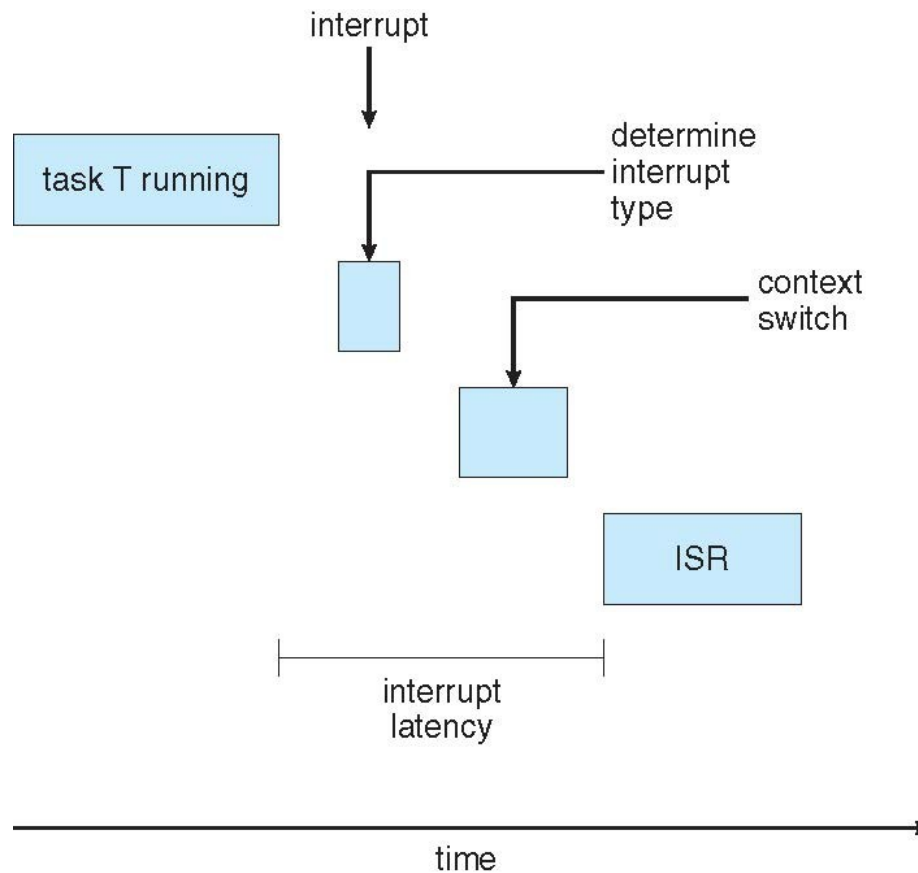 interrupt
task T running
determine
interrupt
type
context
switch
ISR
interrupt
latency
time